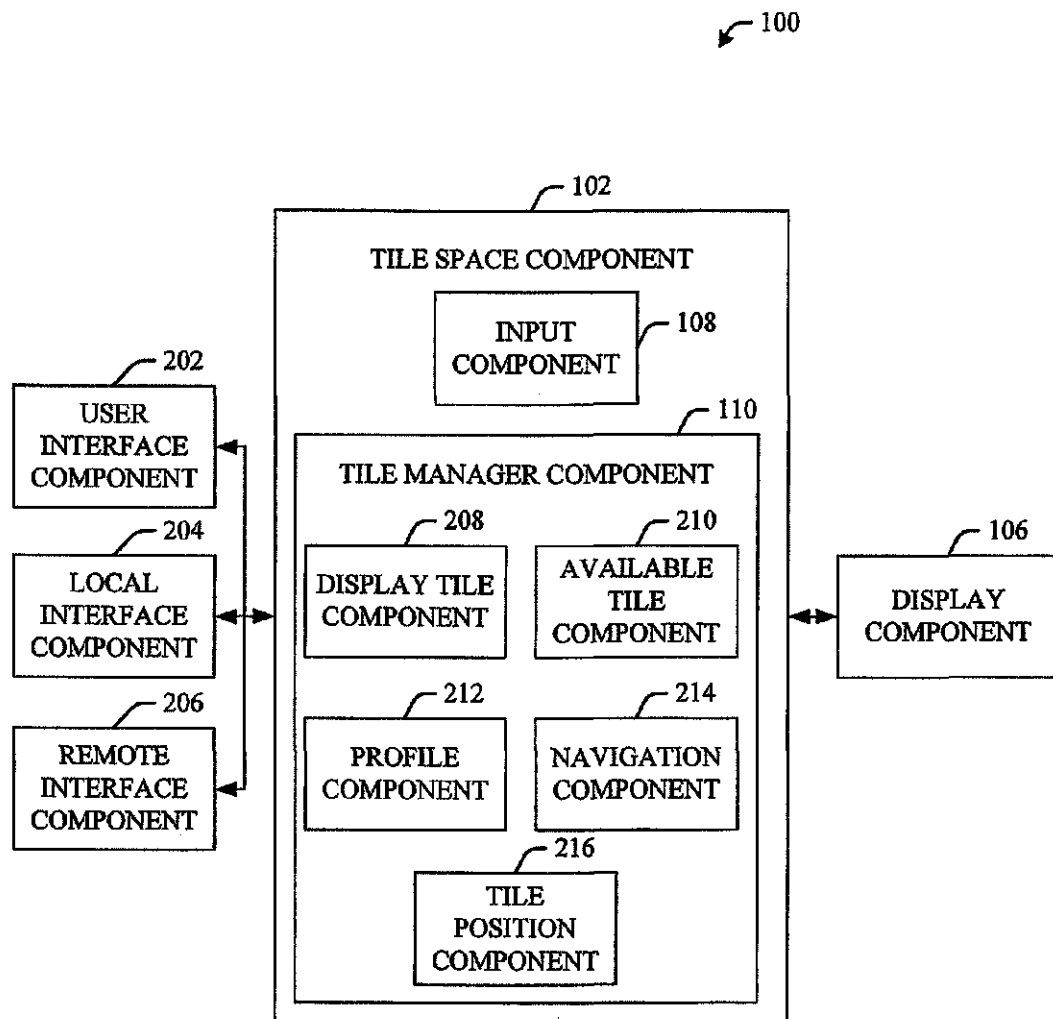 100
102
TILE SPACE COMPONENT
INPUT
COMPONENT
108
202
USER
INTERFACE
COMPONENT
110
TILE MANAGER COMPONENT
204
LOCAL
INTERFACE
COMPONENT
208
DISPLAY TILE
COMPONENT
210
AVAILABLE
TILE
COMPONENT
106
DISPLAY
COMPONENT
206
REMOTE
INTERFACE
COMPONENT
212
PROFILE
COMPONENT
214
NAVIGATION
COMPONENT
216
TILE
POSITION
COMPONENT